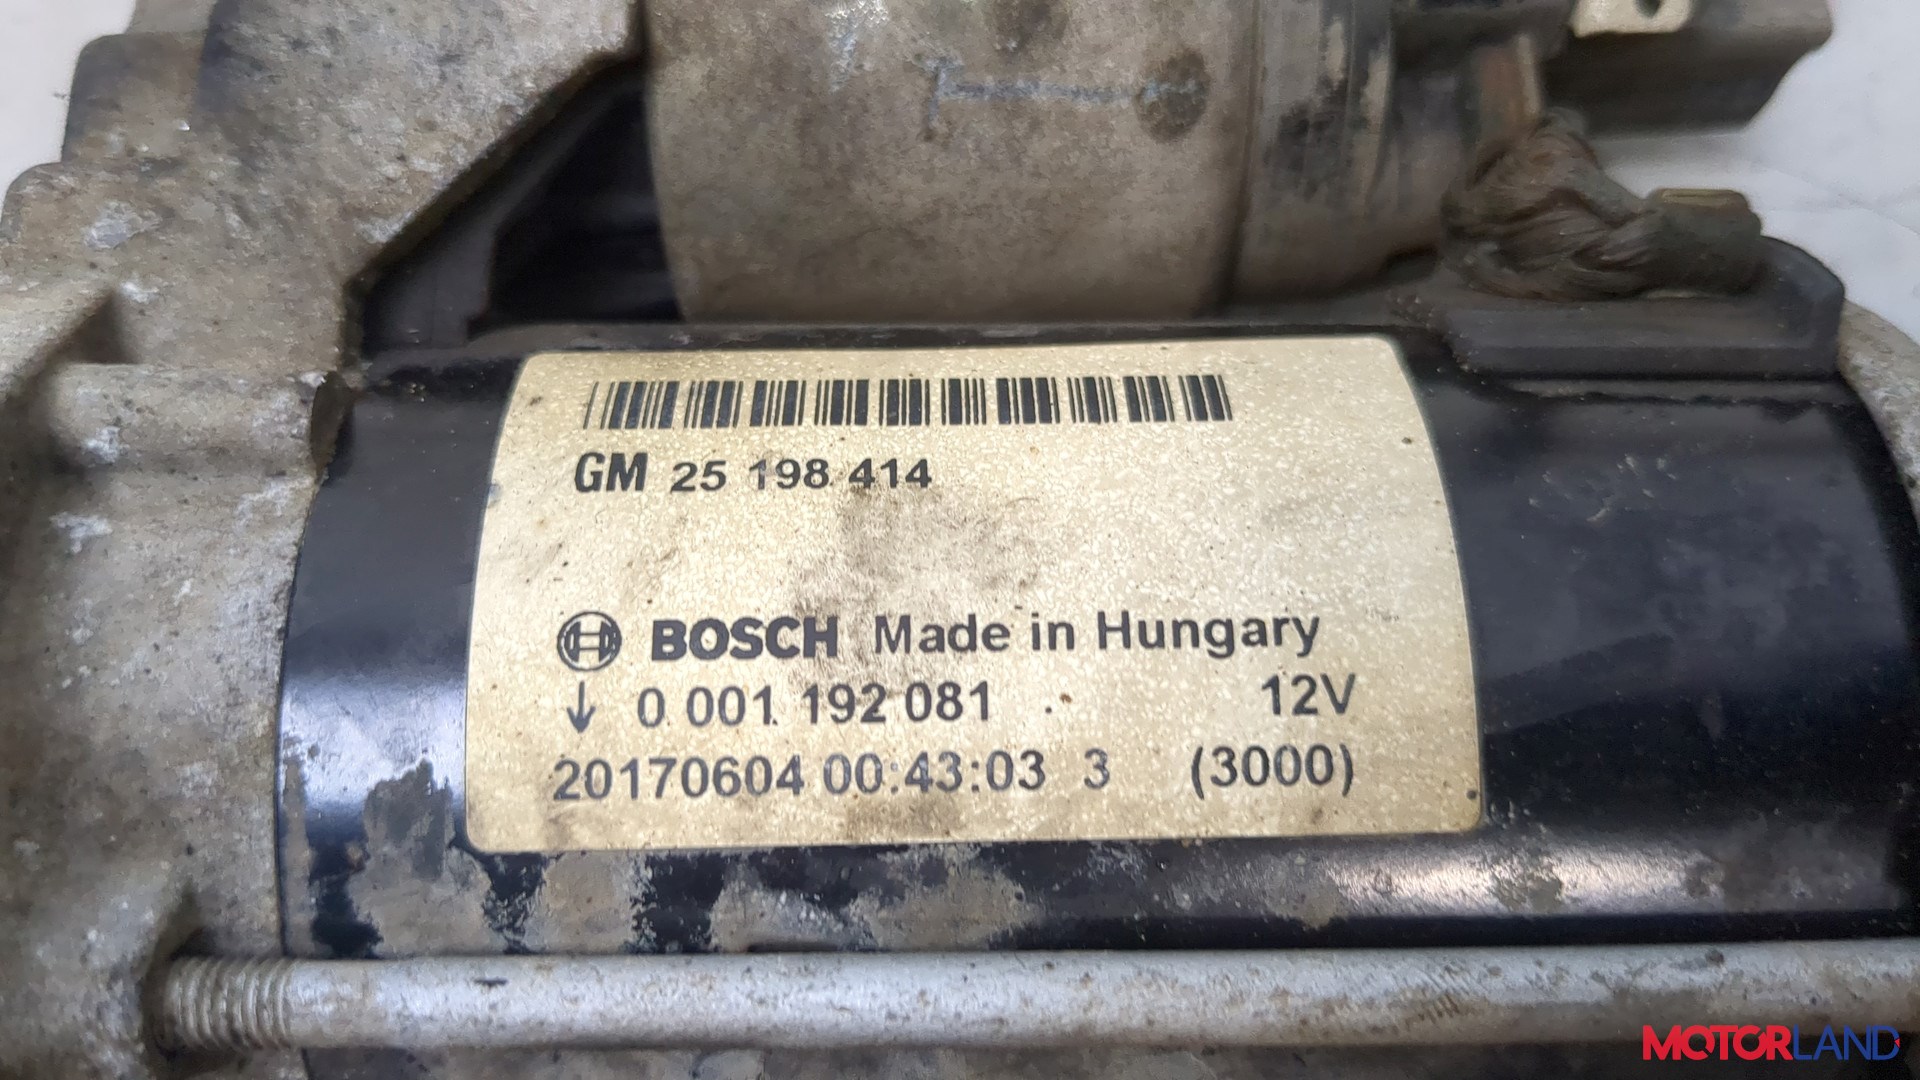 GM 25 198 414
BOSCH Made in Hungary
↓ 0 001 192 081 12V
20170604 00:43:03 3 (3000)
MOTORLAND